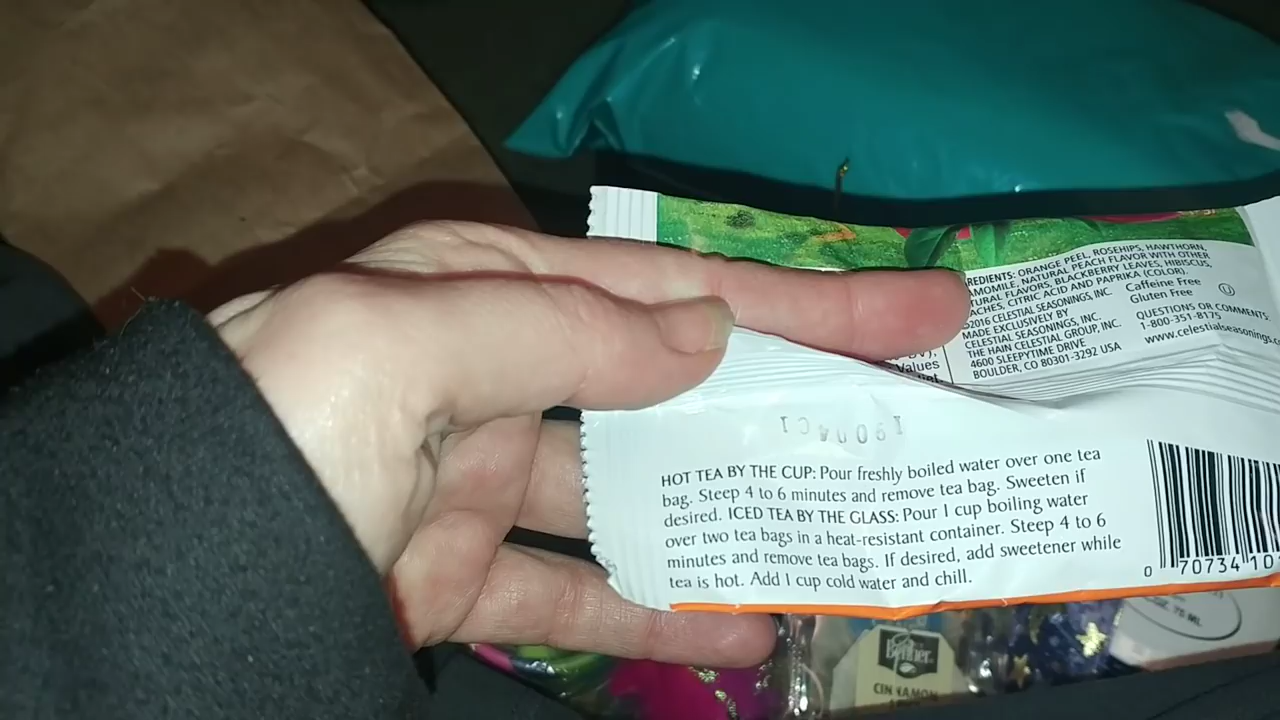 REDIENTS: ORANGE PEEL, ROSEHIPS, HAWTHORN,
AMOMILE, NATURAL PEACH FLAVOR WITH OTHER
TURAL FLAVORS, BLACKBERRY LEAVES, HIBISCUS,
ACHES, CITRIC ACID AND PAPRIKA (COLOR).
©2016 CELESTIAL SEASONINGS, INC
MADE EXCLUSIVELY BY
CELESTIAL SEASONINGS, INC.
THE HAIN CELESTIAL GROUP, INC.
4600 SLEEPYTIME DRIVE
BOULDER, CO 80301-3292 USA
Caffeine Free
Gluten Free
U
QUESTIONS OR COMMENTS
1-800-351-8175
www.celestialseasonings.co
DV).
Values
HOT TEA BY THE CUP: Pour freshly boiled water over one tea
bag. Steep 4 to 6 minutes and remove tea bag. Sweeten if
desired. ICED TEA BY THE GLASS: Pour 1 cup boiling water
over two tea bags in a heat-resistant container. Steep 4 to 6
minutes and remove tea bags. If desired, add sweetener while
tea is hot. Add 1 cup cold water and chill.
0 70734 10
Benner
CINNAMON